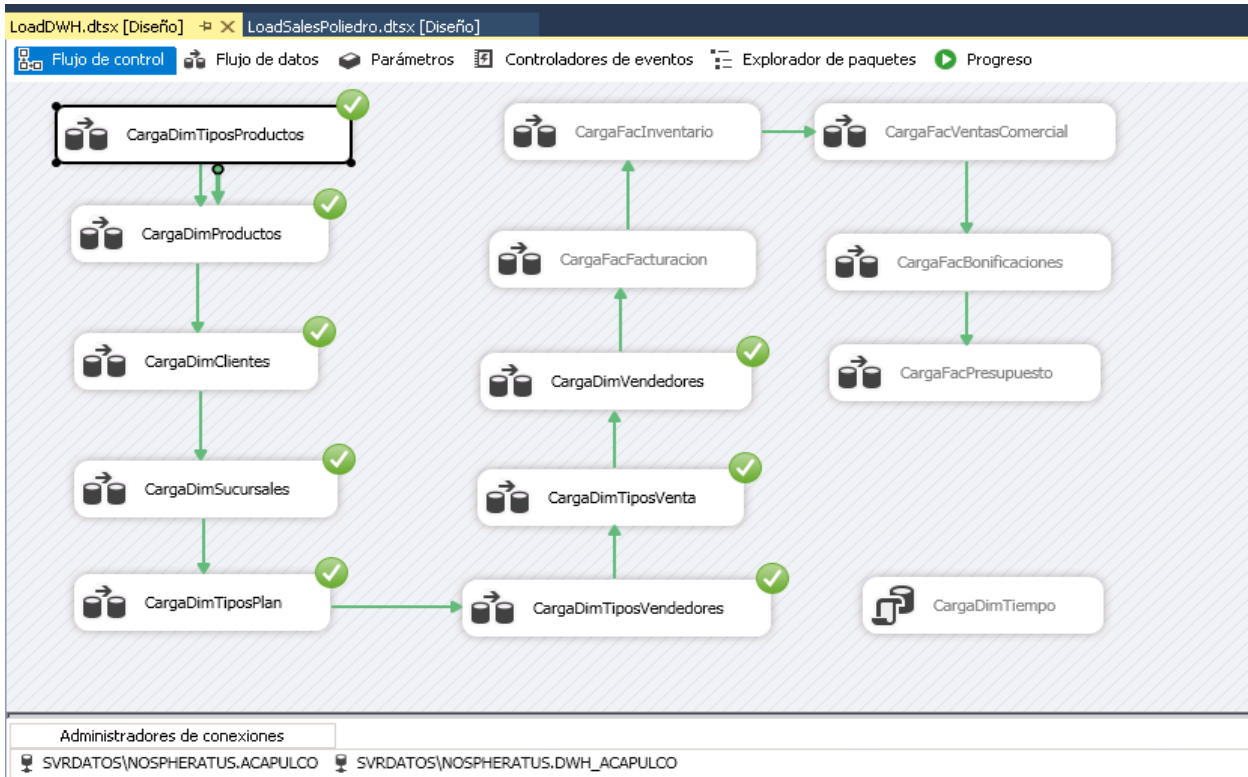 LoadDWH.dtsx [Diseño] LoadSalesPoliedro.dtsx [Diseño]
Flujo de control Flujo de datos Parámetros Controladores de eventos Explorador de paquetes Progreso
CargaDimTiposProductos
CargaDimProductos
CargaDimClientes
CargaDimSucursales
CargaDimTiposPlan
CargaDimTiposVendedores
CargaDimTiposVenta
CargaDimVendedores
CargaFacFacturacion
CargaFacInventario
CargaFacVentasComercial
CargaFacBonificaciones
CargaFacPresupuesto
CargaDimTiempo
Administradores de conexiones
SVRDATOS\NOSPHERATUS.ACAPULCO SVRDATOS\NOSPHERATUS.DWH_ACAPULCO